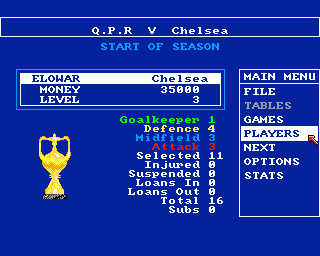 Q.P.R V Chelsea
START OF SEASON
ELOWAR Chelsea
MONEY 35000
LEVEL 3
Goalkeeper 1
Defence 4
Midfield 3
Attack 3
Selected 11
Injured 0
Suspended 0
Loans In 0
Loans Out 0
Total 16
Subs 0
MAIN MENU
FILE
TABLES
GAMES
PLAYERS
NEXT
OPTIONS
STATS